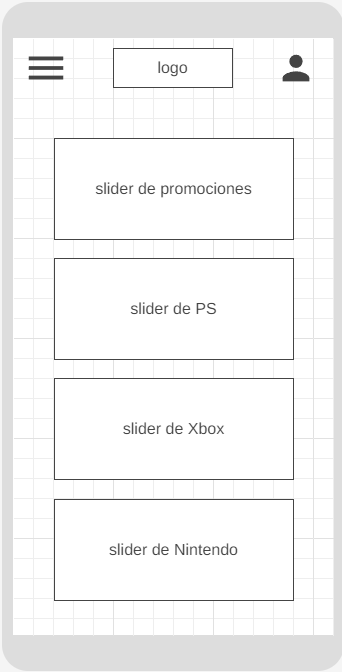 logo
slider de promociones
slider de PS
slider de Xbox
slider de Nintendo